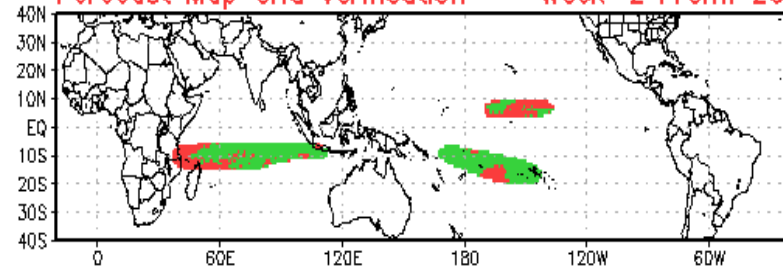 Forecast Map and Verification Week 2
40N
30N
20N
10N
EQ
10S
20S
30S
40S
0 60E 120E 180 120W 60W